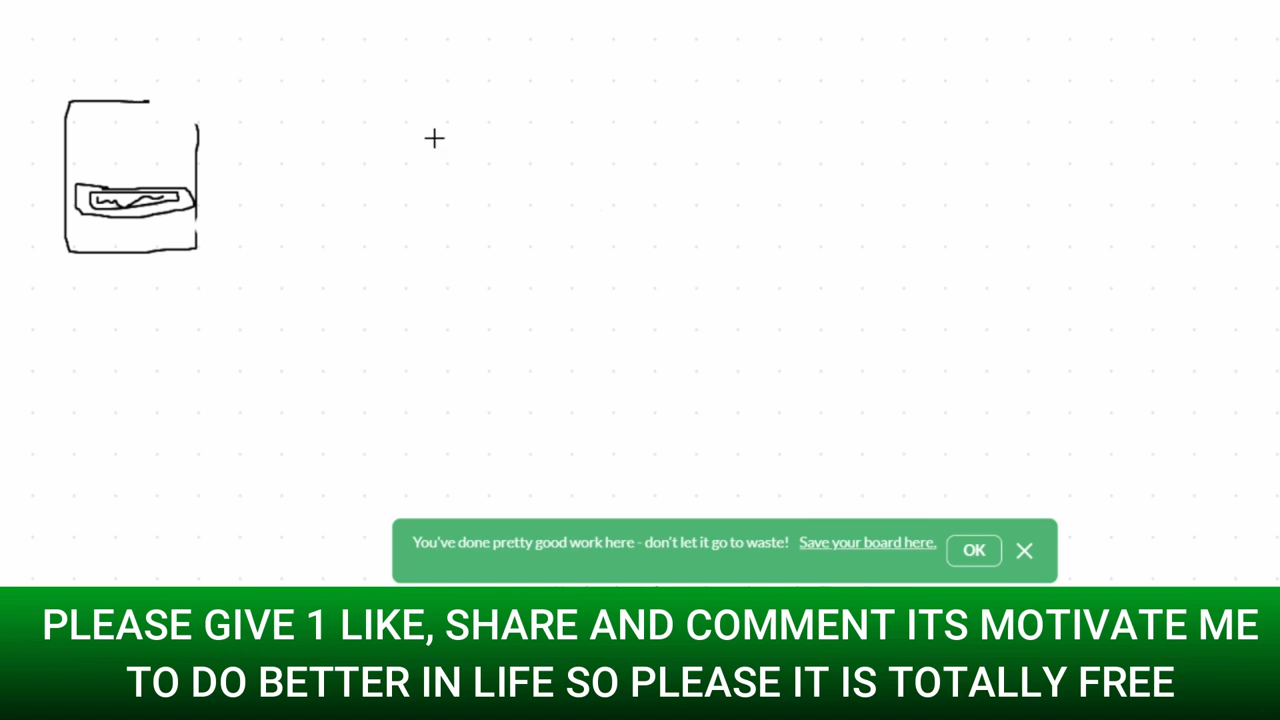 You've done pretty good work here - don't let it go to waste! Save your board here. OK
PLEASE GIVE 1 LIKE, SHARE AND COMMENT ITS MOTIVATE ME
TO DO BETTER IN LIFE SO PLEASE IT IS TOTALLY FREE